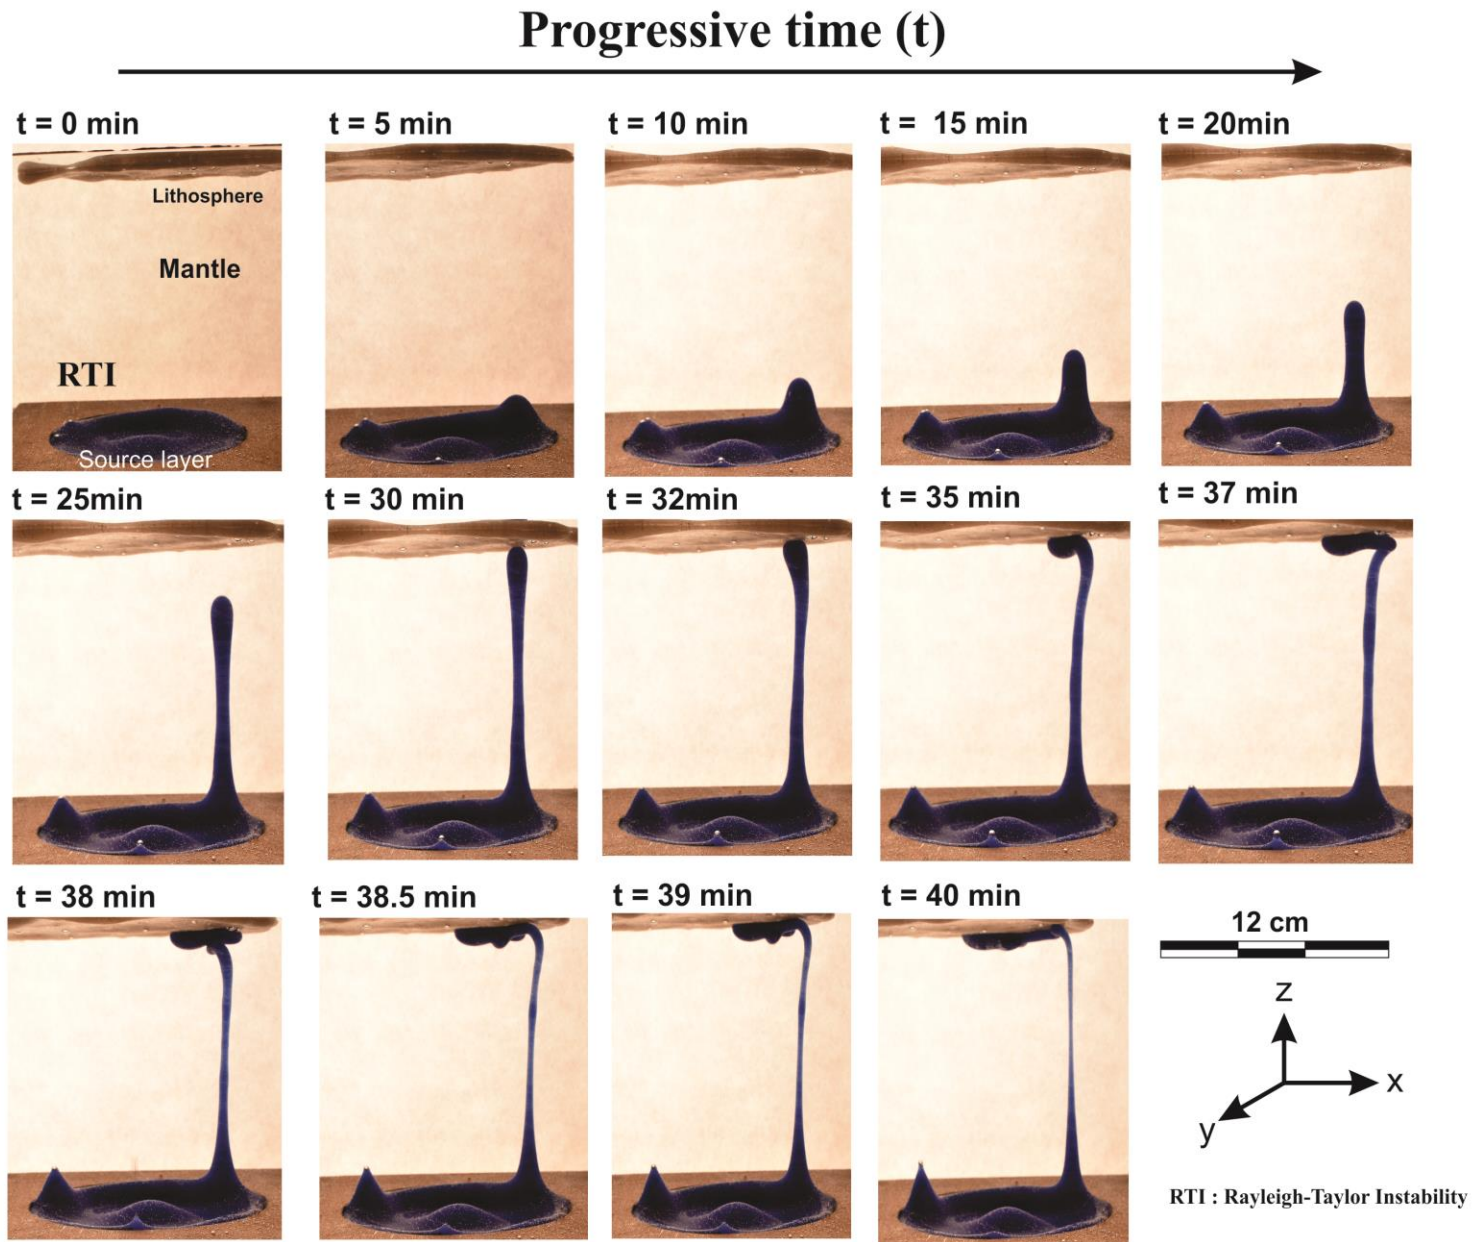 Progressive time (t)
t = 0 min
t = 5 min
t = 10 min
t =  15 min
t = 20min
Lithosphere
Mantle
RTI
Source layer
t = 25min
t = 30 min
t = 32min
t = 35 min
t = 37 min
t = 38 min
t = 38.5 min
t = 39 min
t = 40 min
12 cm
z
x
y
RTI : Rayleigh-Taylor Instability